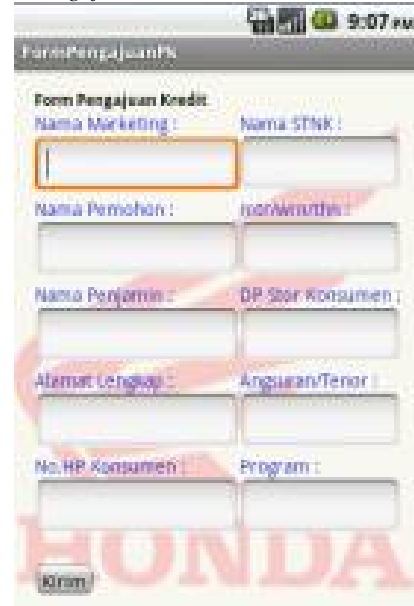 9:07 PM
FormPengajuanPk
Form Pengajuan Kredit
Nama Marketing : Nama STNK :
Nama Pemohon :
Nama Penjamin : DP Stor Konsumen :
Alamat Lengkap : Angsuran/Tenor :
No.HP Konsumen : Program :
HONDA
Kirim